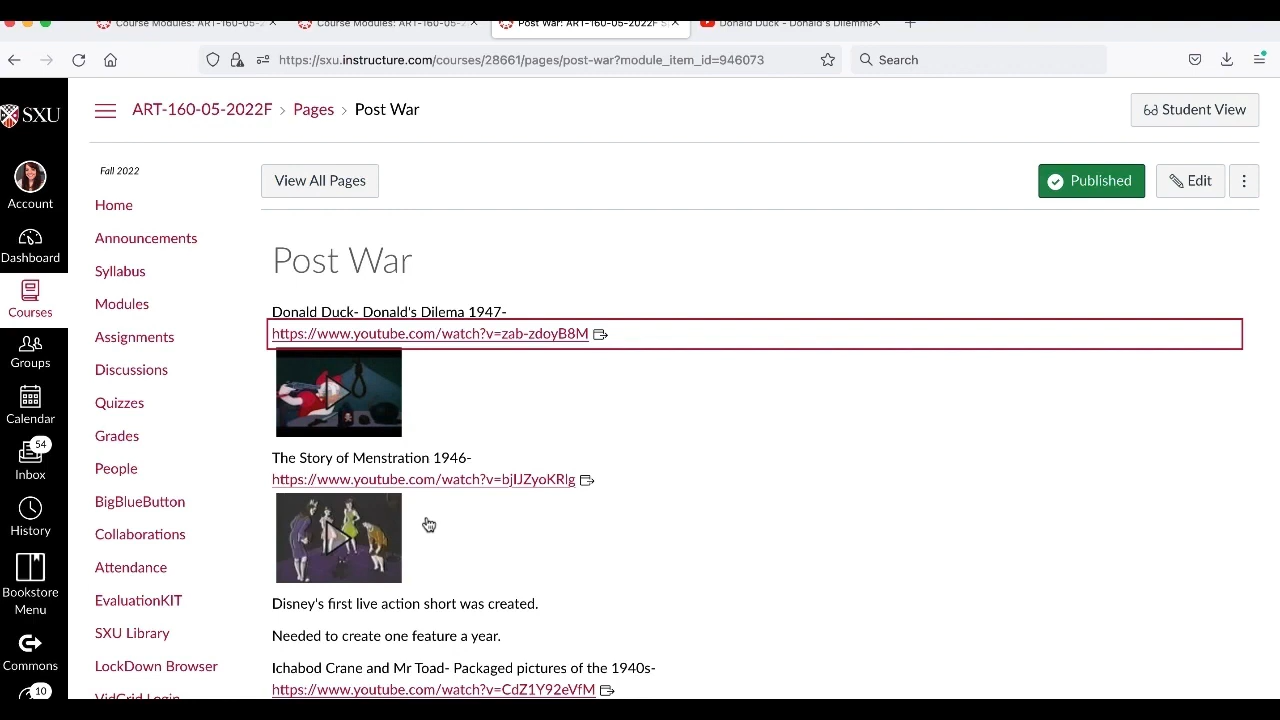 Course Modules: ART-160-05-2
Course Modules: ART-160-05-2
Post War: ART-160-05-2022F S
Donald Duck - Donald's Dilemma
https://sxu.instructure.com/courses/28661/pages/post-war?module_item_id=946073
Search
SXU
ART-160-05-2022F › Pages › Post War
Student View
Account
Dashboard
Courses
Groups
Calendar
54
Inbox
History
Bookstore
Menu
Commons
10
Fall 2022
Home
Announcements
Syllabus
Modules
Assignments
Discussions
Quizzes
Grades
People
BigBlueButton
Collaborations
Attendance
EvaluationKIT
SXU Library
LockDown Browser
VidGrid Login
View All Pages
Published
Edit
Post War
Donald Duck- Donald's Dilema 1947-
https://www.youtube.com/watch?v=zab-zdoyB8M
The Story of Menstration 1946-
https://www.youtube.com/watch?v=bjIJZyoKRlg
Disney's first live action short was created.
Needed to create one feature a year.
Ichabod Crane and Mr Toad- Packaged pictures of the 1940s-
https://www.youtube.com/watch?v=CdZ1Y92eVfM